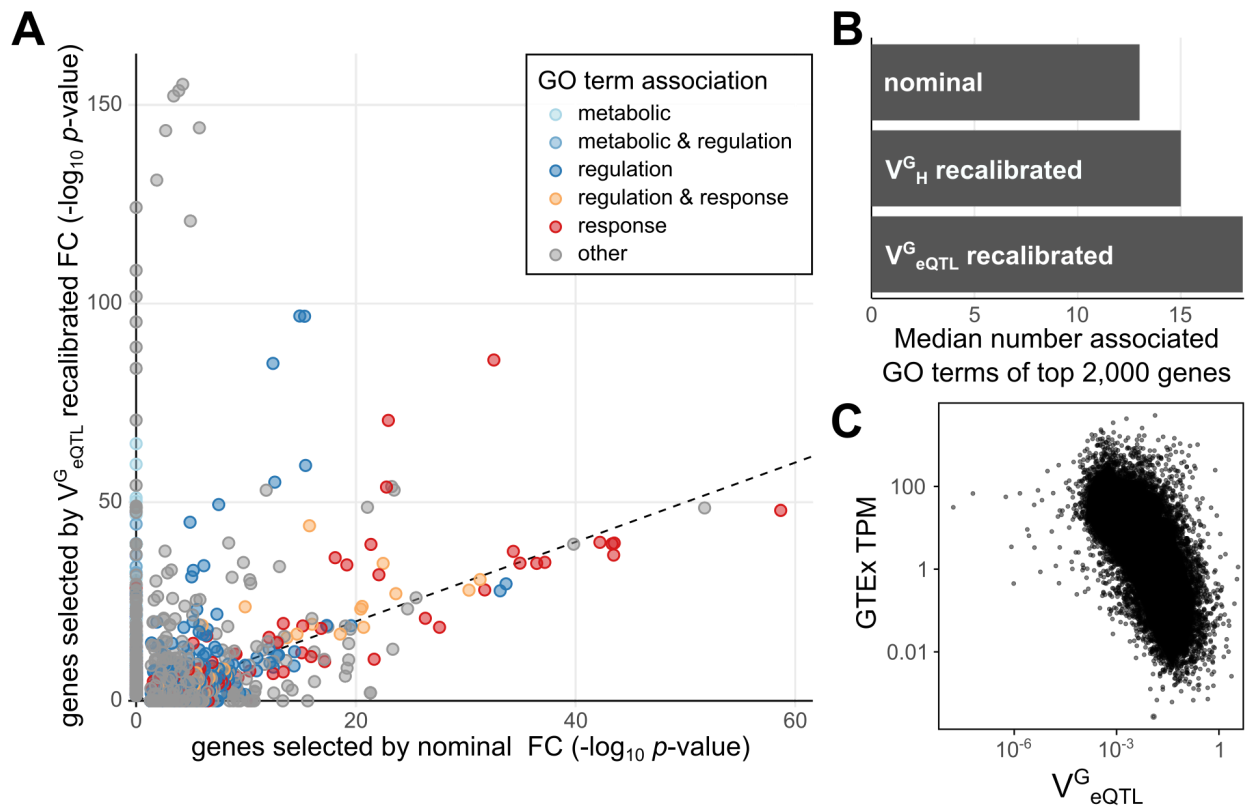 A
genes selected by V^G_eQTL recalibrated FC (-log₁₀ p-value)
150
100
50
0
0
20
40
60
genes selected by nominal FC (-log₁₀ p-value)
GO term association
metabolic
metabolic & regulation
regulation
regulation & response
response
other
B
nominal
V^G_H recalibrated
V^G_eQTL recalibrated
0
5
10
15
Median number associated
GO terms of top 2,000 genes
C
GTEx TPM
100
1
0.01
10⁻⁶
10⁻³
1
V^G_eQTL